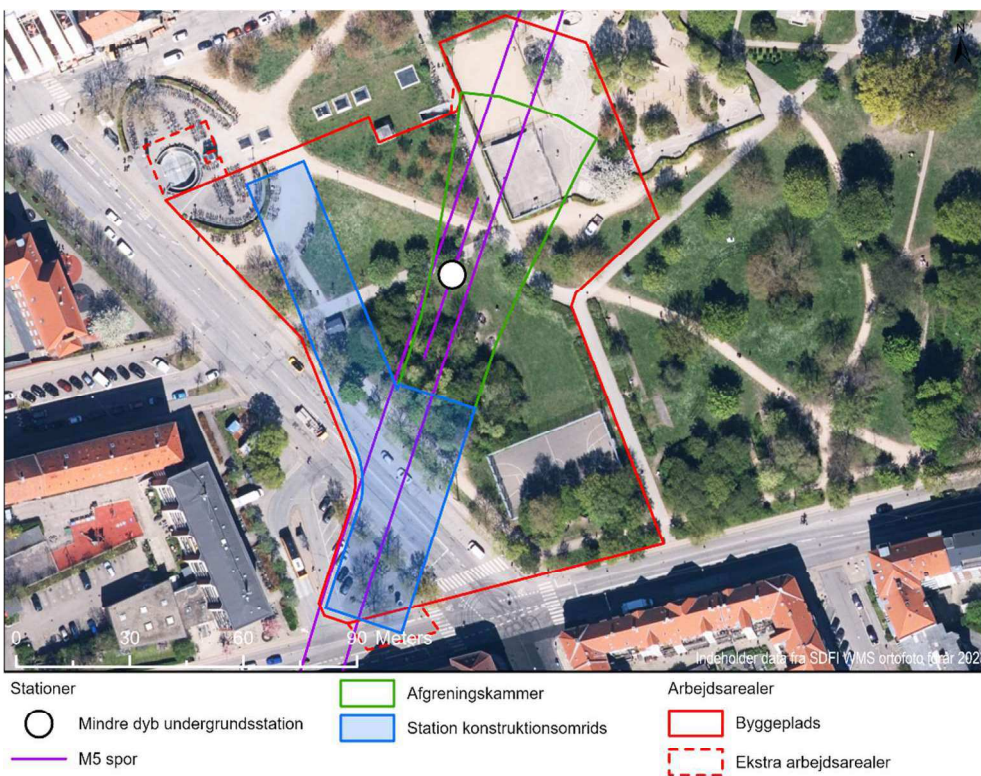 N
0 30 60 90 Meters
Indeholder data fra SDFI WMS ortofoto forår 202
Stationer
Mindre dyb undergrundsstation
M5 spor
Afgreningskammer
Station konstruktionsomrids
Arbejdsarealer
Byggeplads
Ekstra arbejdsarealer